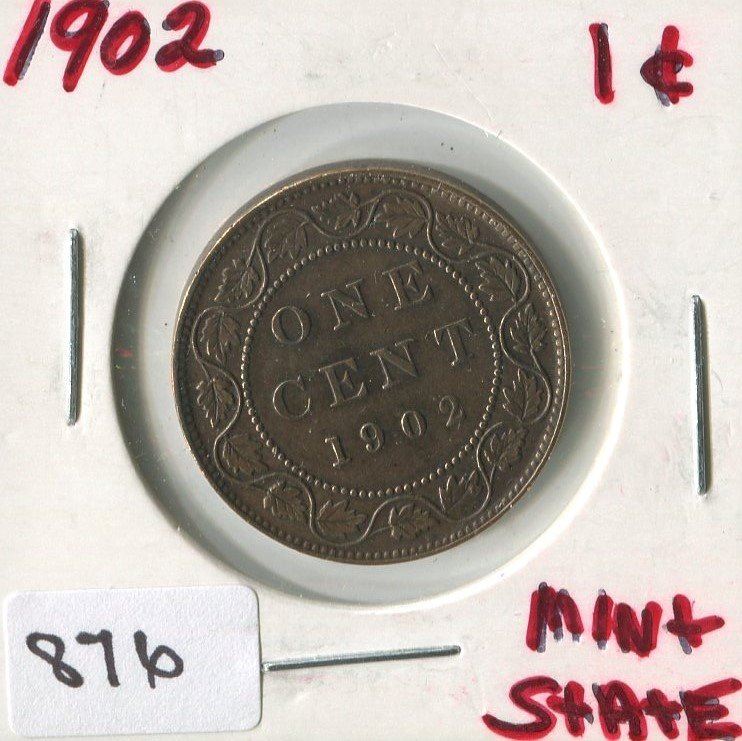 1902 1¢
ONE
CENT
1902
876
MINt
StAtE